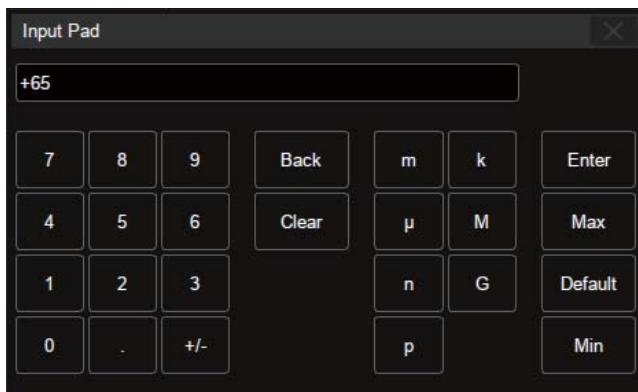 Input Pad
+65
7 8 9 Back m k Enter
4 5 6 Clear µ M Max
1 2 3 n G Default
0 . +/- p Min